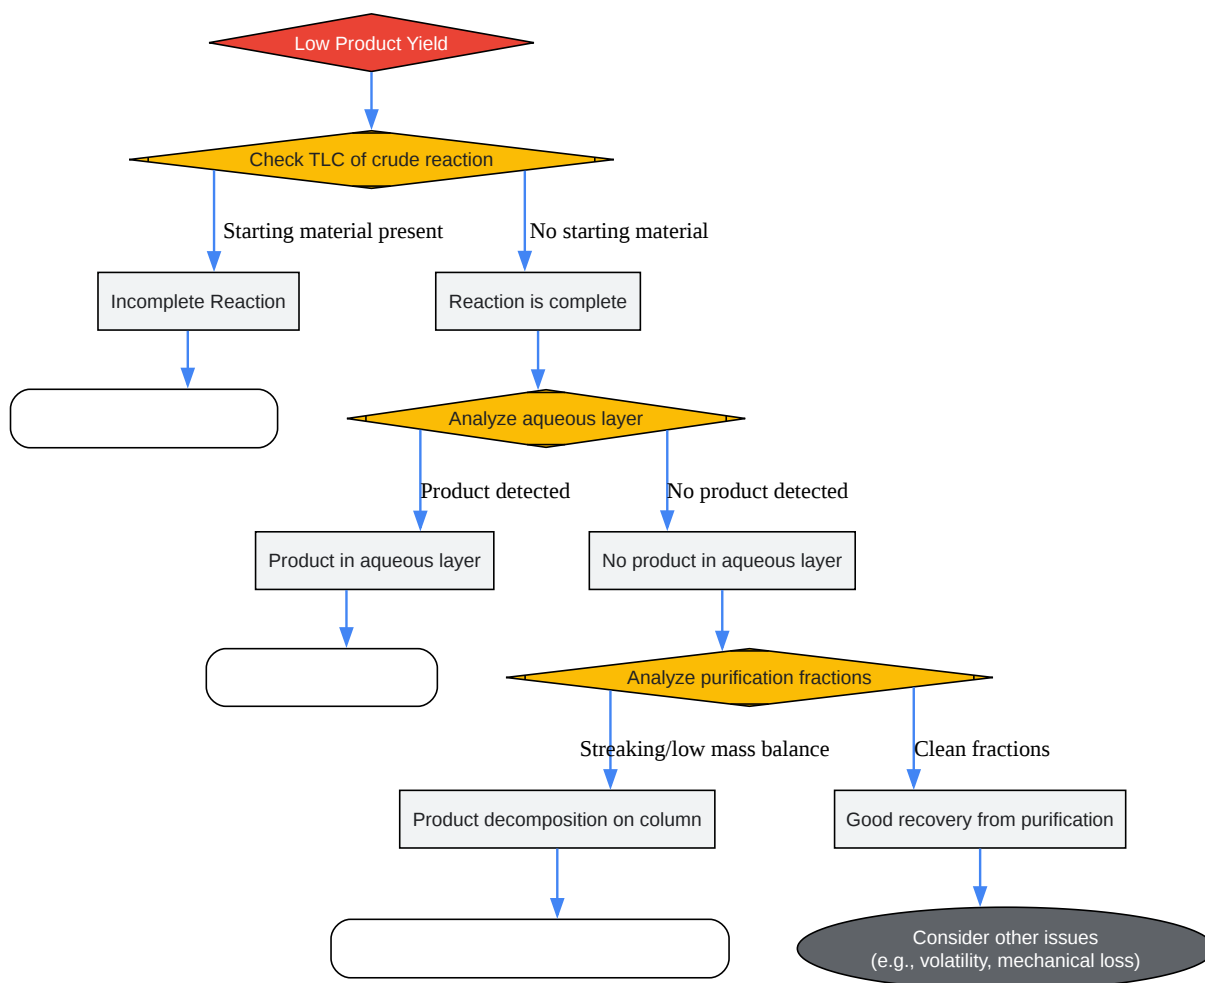 Low Product Yield
Check TLC of crude reaction
Starting material present
No starting material
Incomplete Reaction
Reaction is complete
Analyze aqueous layer
Product detected
No product detected
Product in aqueous layer
No product in aqueous layer
Analyze purification fractions
Streaking/low mass balance
Clean fractions
Product decomposition on column
Good recovery from purification
Consider other issues
(e.g., volatility, mechanical loss)